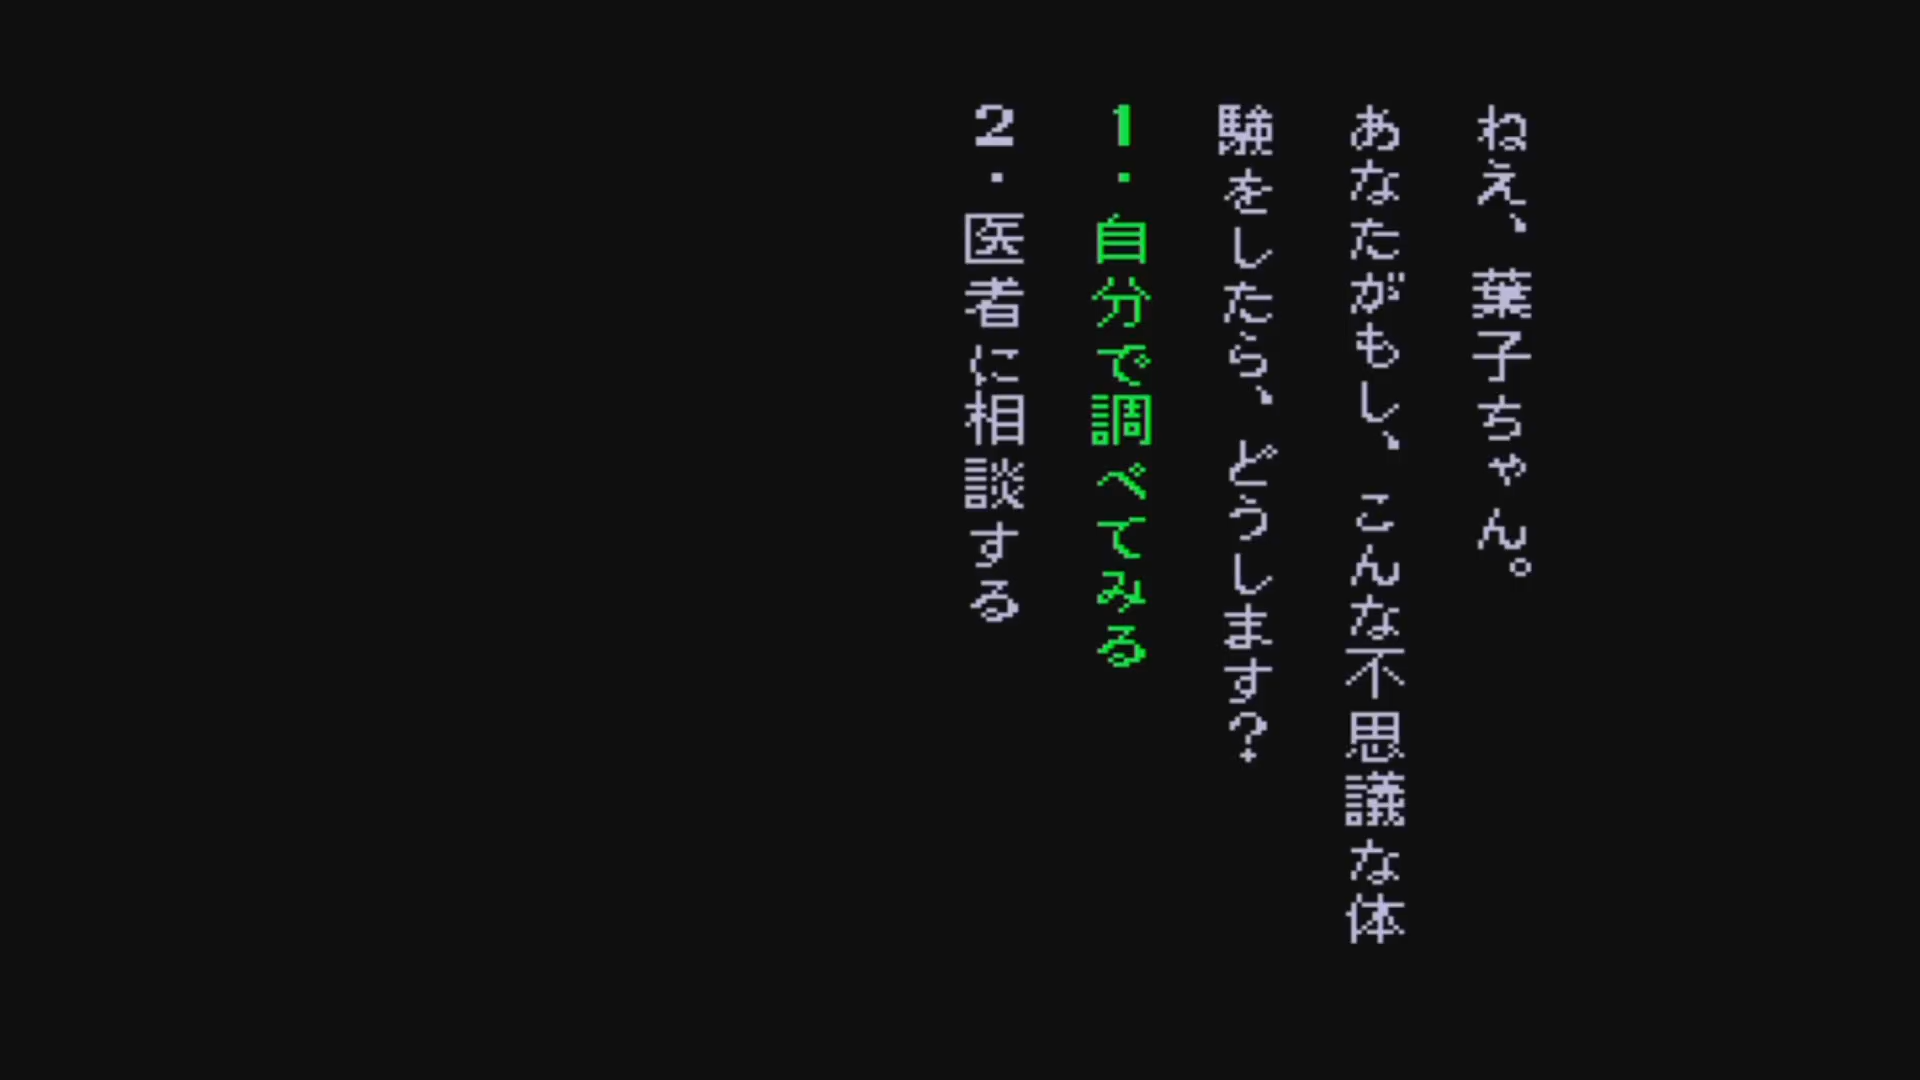 ねえ、葉子ちゃん。
あなたがもし、こんな不思議な体
験をしたら、どうします？
1・自分で調べてみる
2・医者に相談する